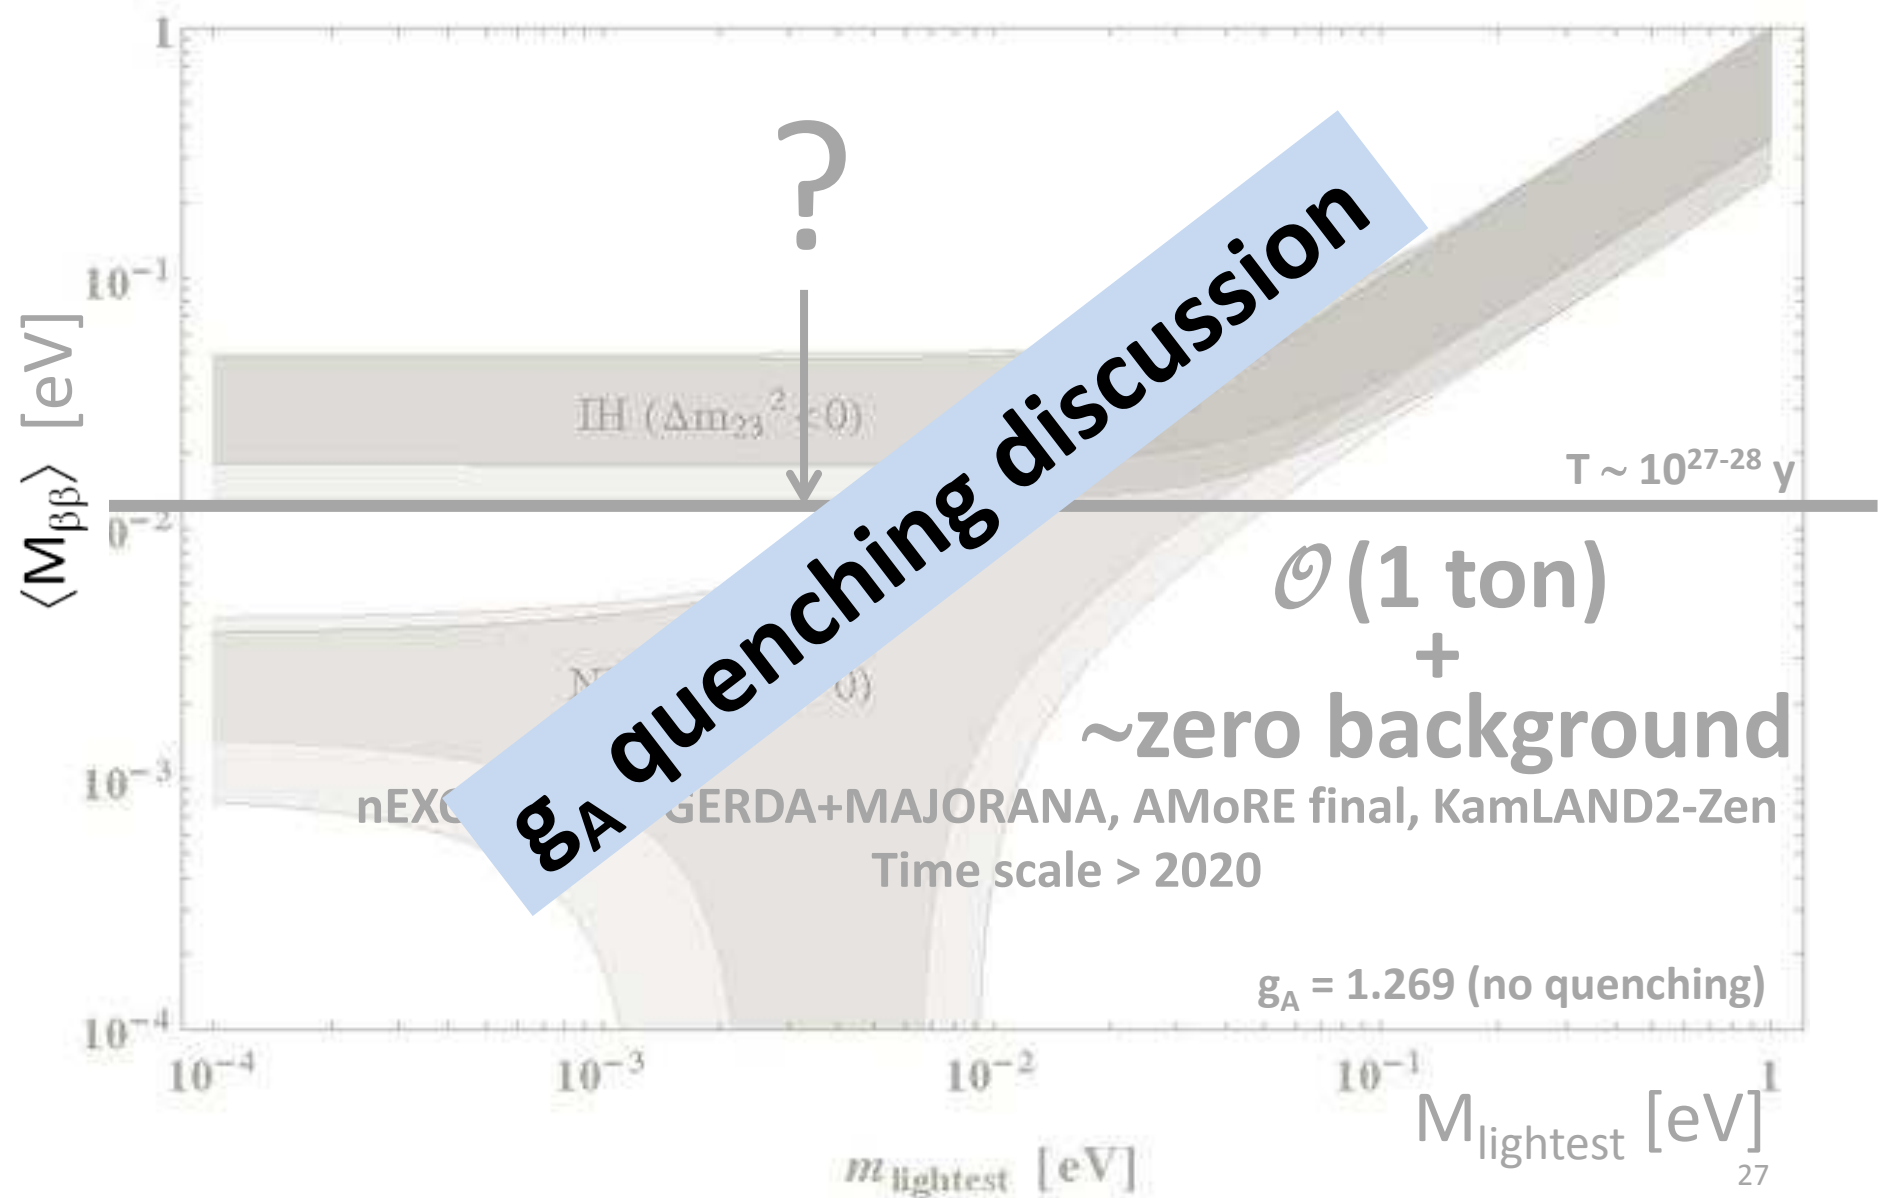 1
?
g_A quenching discussion
10⁻¹
⟨M_ββ⟩ [eV]
IH (Δm₂₃² <0)
T ~ 10²⁷⁻²⁸ y
0⁻²
𝒪 (1 ton)
+
~zero background
N 0)
10⁻³
nEXO GERDA+MAJORANA, AMoRE final, KamLAND2-Zen
Time scale > 2020
g_A = 1.269 (no quenching)
10⁻⁴
10⁻⁴ 10⁻³ 10⁻² 10⁻¹ 1
M_lightest [eV]
m_lightest [eV]
27